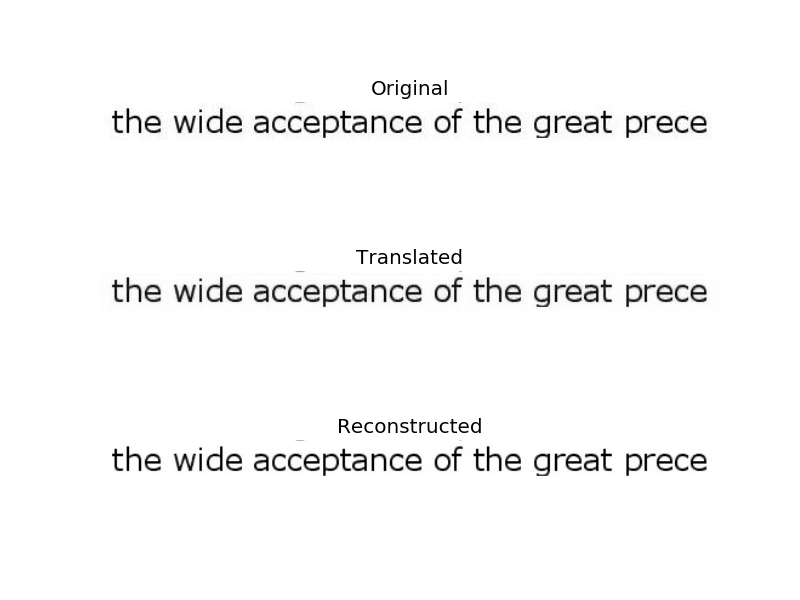 Original
the wide acceptance of the great prece
Translated
the wide acceptance of the great prece
Reconstructed
the wide acceptance of the great prece